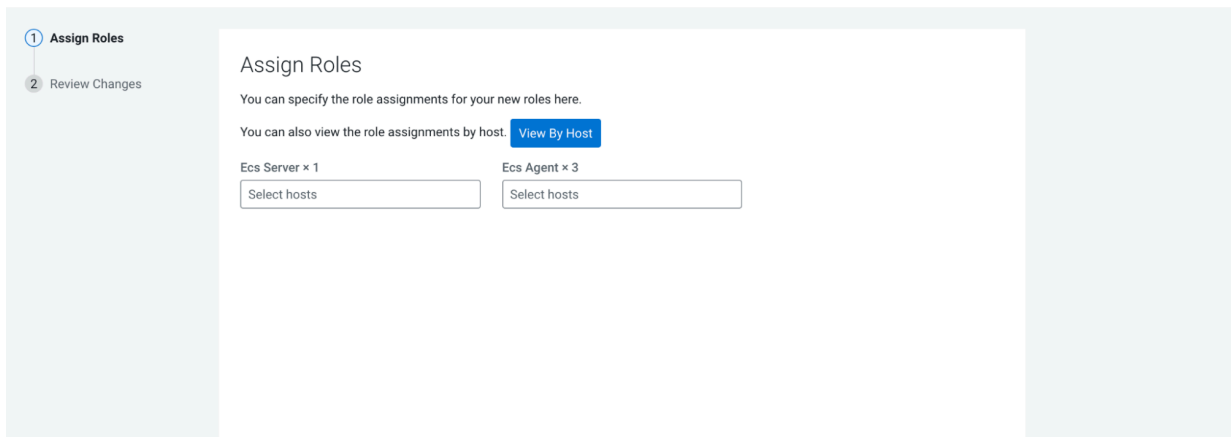 1 Assign Roles
2 Review Changes
Assign Roles
You can specify the role assignments for your new roles here.
You can also view the role assignments by host. View By Host
Ecs Server × 1
Ecs Agent × 3
Select hosts
Select hosts